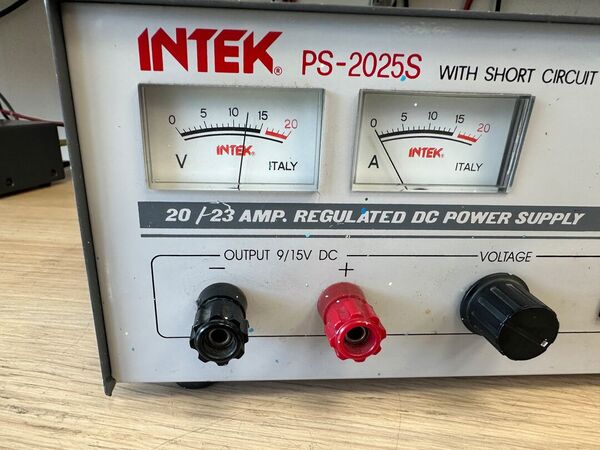 INTEK® PS-2025S WITH SHORT CIRCUIT
0 5 10 15 20
INTEK®
V ITALY
0 5 10 15 20
INTEK®
A ITALY
20 / 23 AMP. REGULATED DC POWER SUPPLY
OUTPUT 9/15V DC VOLTAGE
− +